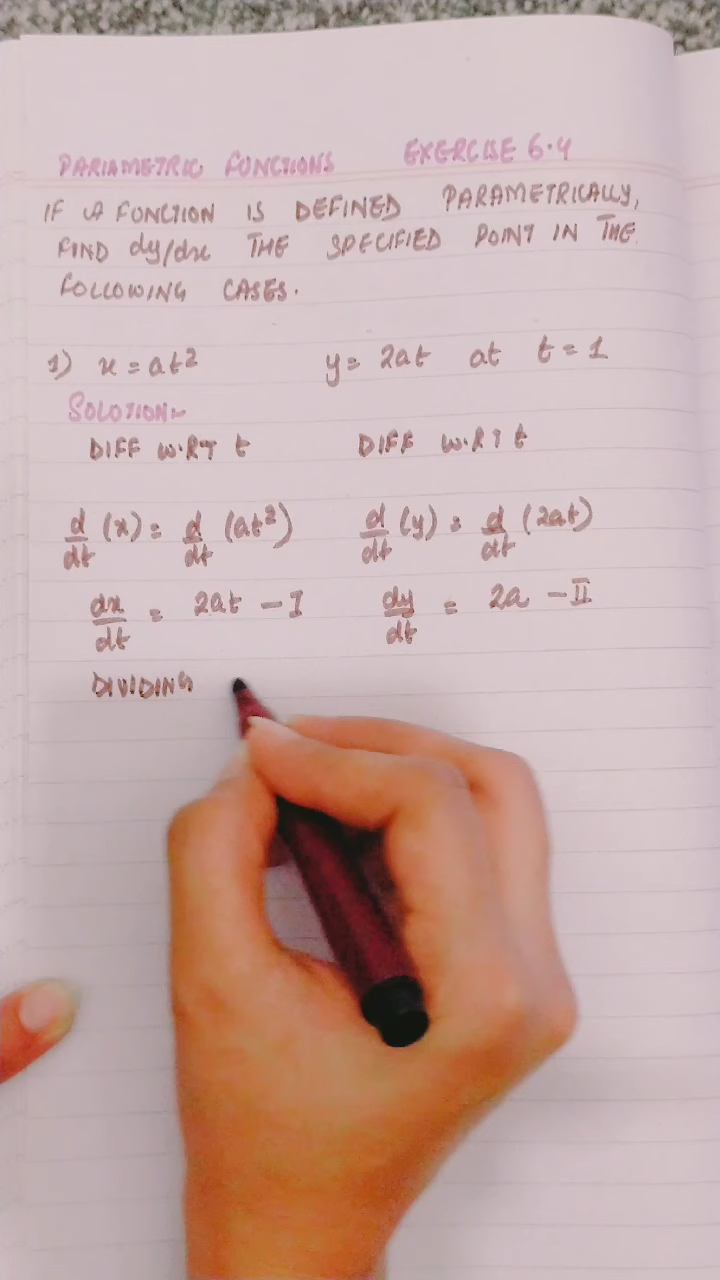 PARIAMETRIC FUNCTIONS EXERCISE 6.4
IF A FUNCTION IS DEFINED PARAMETRICALLY,
FIND dy/dx THE SPECIFIED POINT IN THE
FOLLOWING CASES.
1) x = at² y = 2at at t = 1
SOLUTION:-
DIFF W.R.T t DIFF W.R.T t
d/dt (x) = d/dt (at²) d/dt (y) = d/dt (2at)
dx/dt = 2at - I dy/dt = 2a - II
DIVIDING